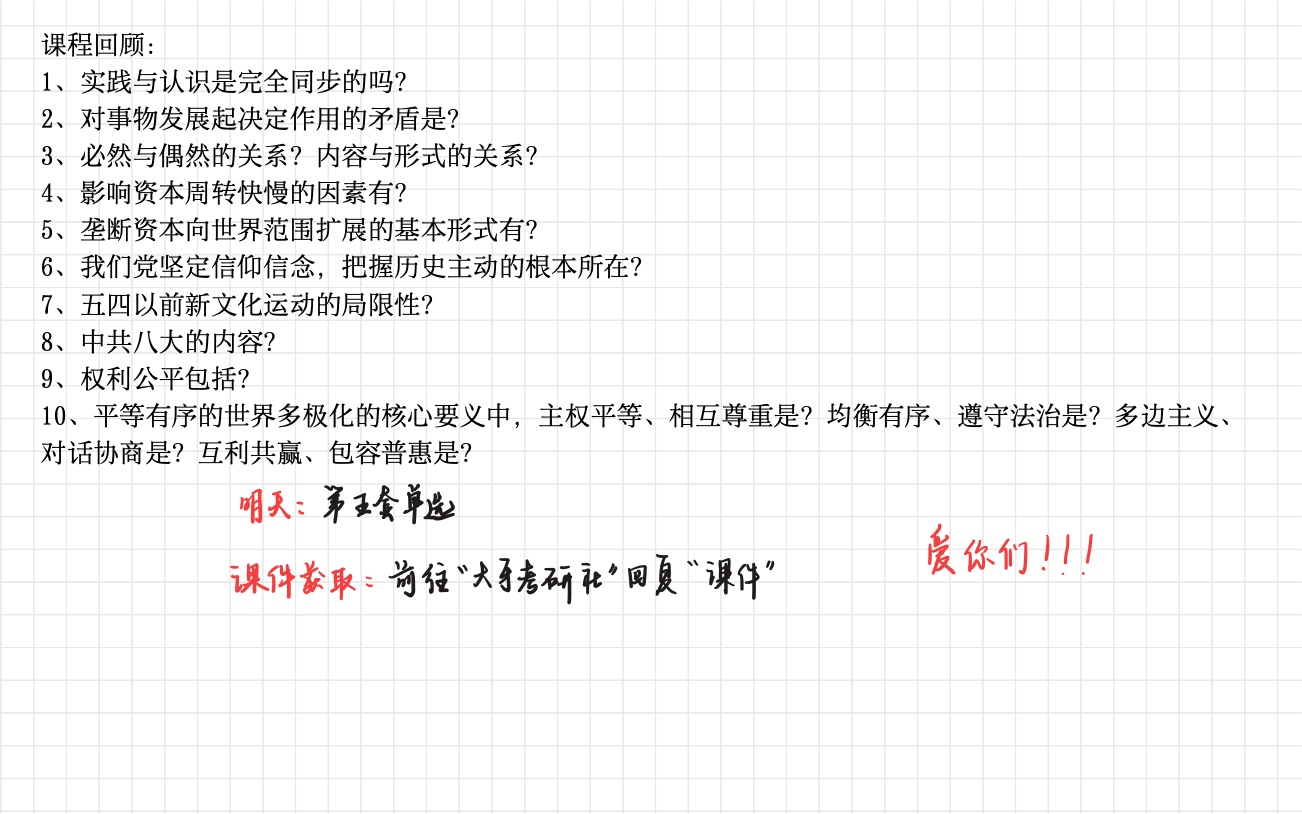 课程回顾：
1、实践与认识是完全同步的吗？
2、对事物发展起决定作用的矛盾是？
3、必然与偶然的关系？内容与形式的关系？
4、影响资本周转快慢的因素有？
5、垄断资本向世界范围扩展的基本形式有？
6、我们党坚定信仰信念，把握历史主动的根本所在？
7、五四以前新文化运动的局限性？
8、中共八大的内容？
9、权利公平包括？
10、平等有序的世界多极化的核心要义中，主权平等、相互尊重是？均衡有序、遵守法治是？多边主义、
对话协商是？互利共赢、包容普惠是？
明天：第五套单选
爱你们！！！
课件获取：前往“大牙考研社”回复“课件”